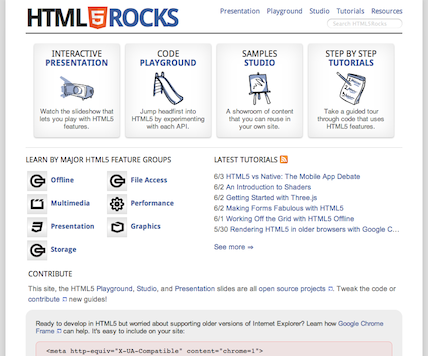 HTML5ROCKS
Presentation Playground Studio Tutorials Resources
Search HTML5Rocks
INTERACTIVE
PRESENTATION
Watch the slideshow that
lets you play with HTML5
features.
CODE
PLAYGROUND
Jump headfirst into
HTML5 by experimenting
with each API.
SAMPLES
STUDIO
A showroom of content
that you can reuse in
your own site.
STEP BY STEP
TUTORIALS
Take a guided tour
through code that uses
HTML5 features.
LEARN BY MAJOR HTML5 FEATURE GROUPS
Offline
File Access
Multimedia
Performance
Presentation
Graphics
Storage
LATEST TUTORIALS
6/3 HTML5 vs Native: The Mobile App Debate
6/2 An Introduction to Shaders
6/2 Getting Started with Three.js
6/2 Making Forms Fabulous with HTML5
6/1 Working Off the Grid with HTML5 Offline
5/30 Rendering HTML5 in older browsers with Google C...
See more ⇒
CONTRIBUTE
This site, the HTML5 Playground, Studio, and Presentation slides are all open source projects. Tweak the code or
contribute new guides!
Ready to develop in HTML5 but worried about supporting older versions of Internet Explorer? Learn how Google Chrome
Frame can help. It's easy to include on your site:
<meta http-equiv="X-UA-Compatible" content="chrome=1">